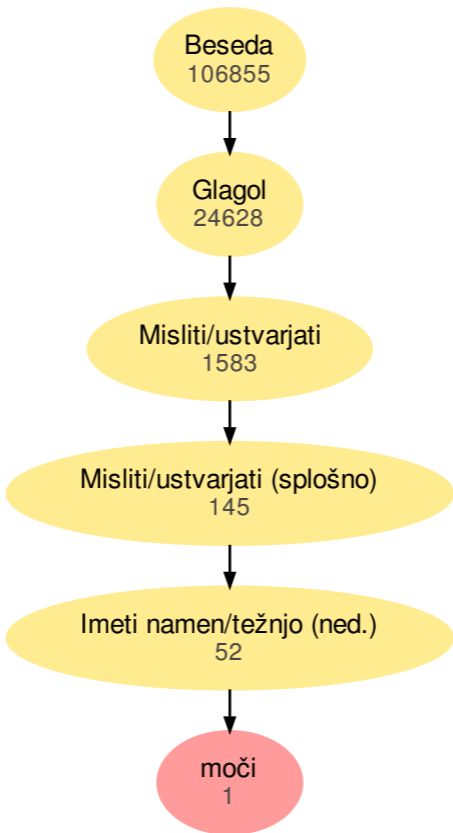 Beseda
106855
Glagol
24628
Misliti/ustvarjati
1583
Misliti/ustvarjati (splošno)
145
Imeti namen/težnjo (ned.)
52
moči
1